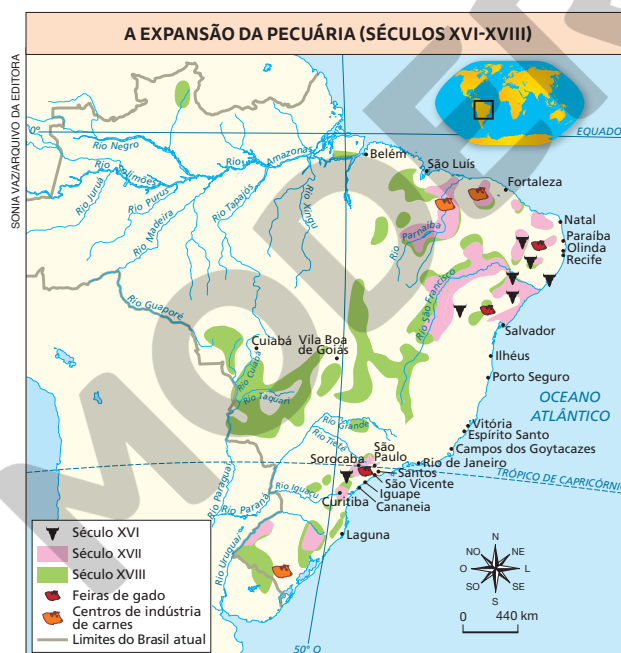 A EXPANSÃO DA PECUÁRIA (SÉCULOS XVI-XVIII)
SONIA VAZ/ARQUIVO DA EDITORA
0°
EQUADOR
Rio Negro
Rio Solimões
Rio Amazonas
Rio Juruá
Rio Purus
Rio Madeira
Rio Tapajós
Rio Xingu
Belém
São Luís
Fortaleza
Rio Parnaíba
Natal
Paraíba
Olinda
Recife
Rio São Francisco
Rio Guaporé
Cuiabá
Vila Boa
de Goiás
Rio Cuiabá
Rio Taquari
Salvador
Ilhéus
Porto Seguro
OCEANO
ATLÂNTICO
Rio Grande
Rio Tietê
Vitória
Espírito Santo
Campos dos Goytacazes
Rio de Janeiro
São
Paulo
Sorocaba
Santos
São Vicente
Iguape
Cananeia
TRÓPICO DE CAPRICÓRNIO
Rio Paraguai
Rio Paraná
Rio Iguaçu
Curitiba
Rio Uruguai
Laguna
Século XVI
Século XVII
Século XVIII
Feiras de gado
Centros de indústria
de carnes
Limites do Brasil atual
N
NO
NE
O
L
SO
SE
S
0
440 km
50° O
MODERNA